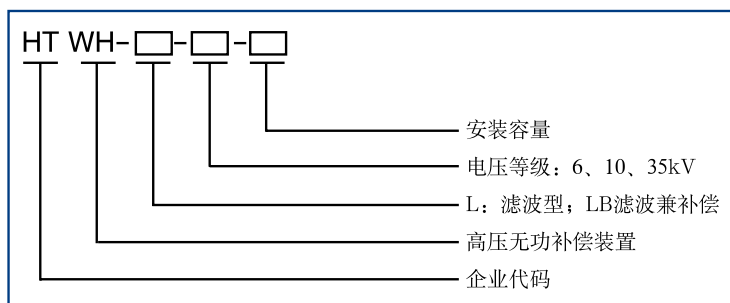 HT WH-□-□-□
安装容量
电压等级：6、10、35kV
L：滤波型；LB滤波兼补偿
高压无功补偿装置
企业代码